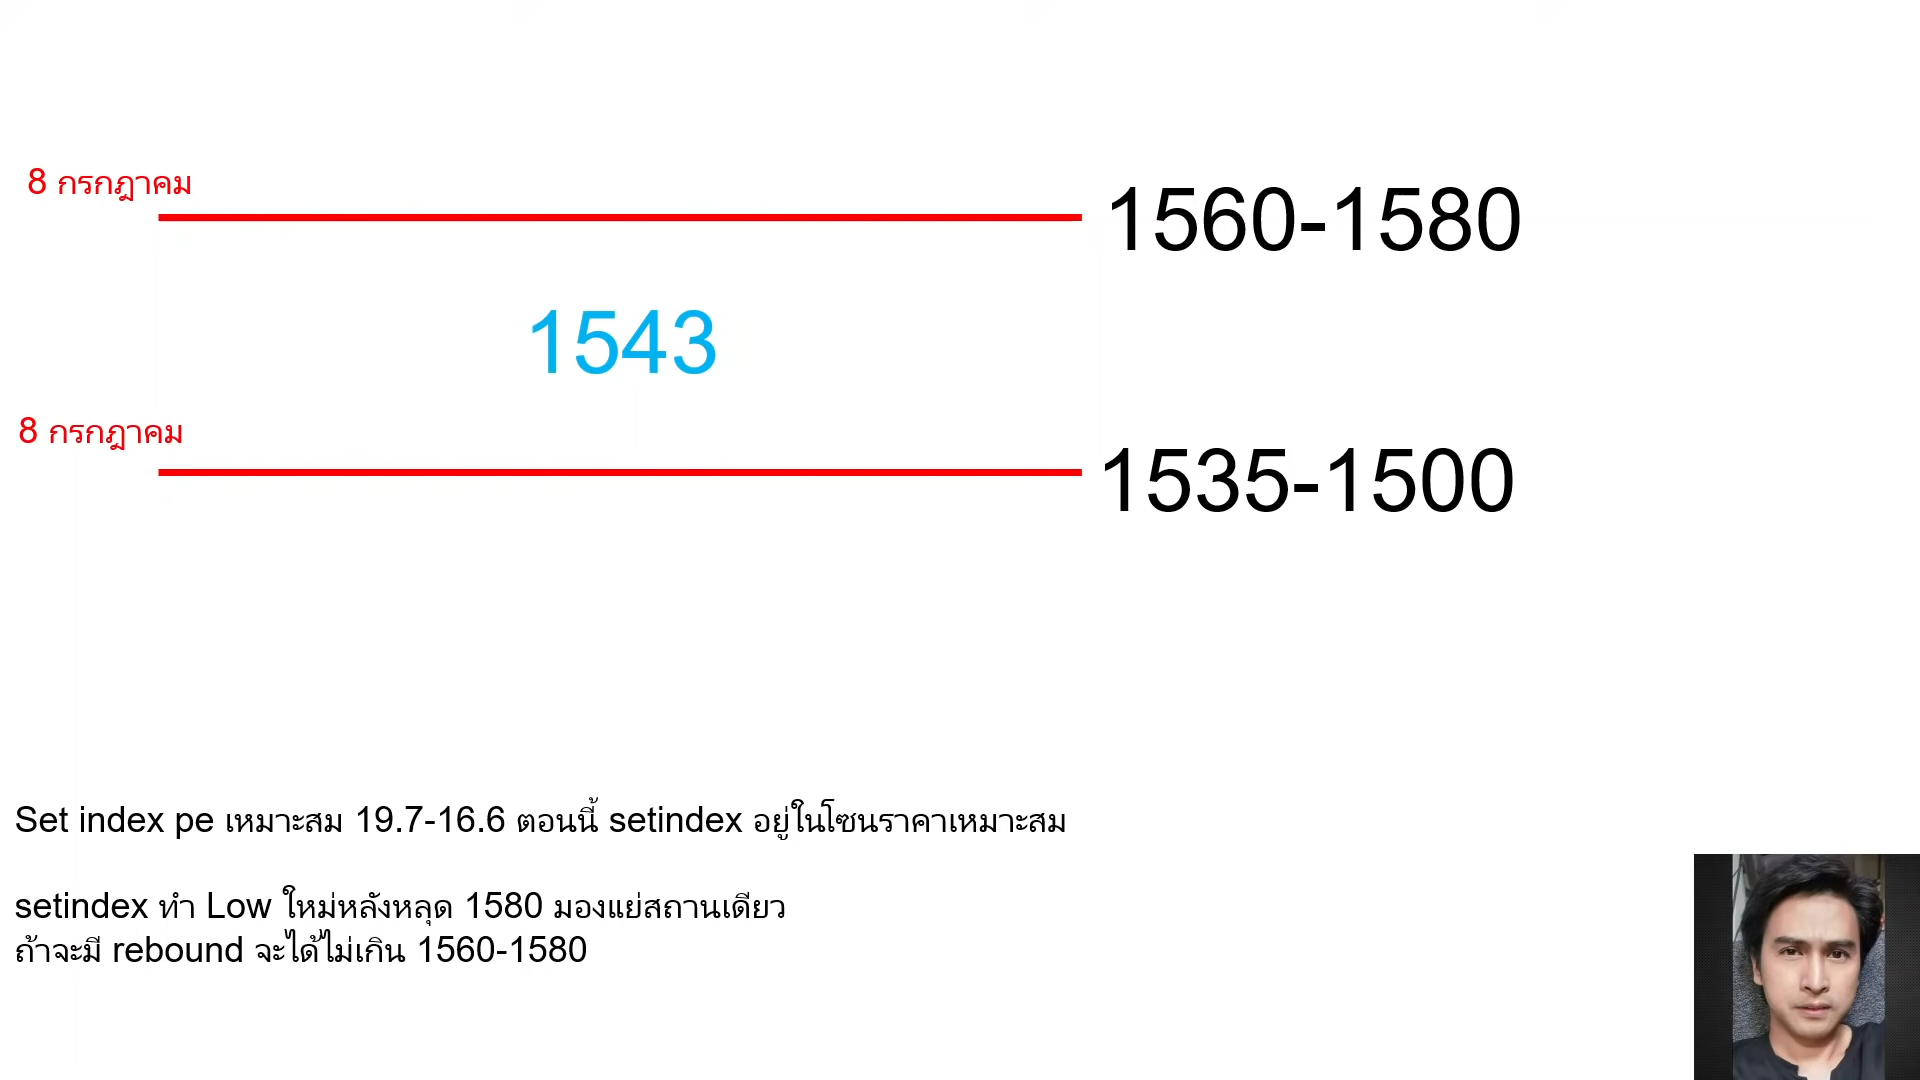 8 กรกฎาคม
1560-1580
1543
8 กรกฎาคม
1535-1500
Set index pe เหมาะสม 19.7-16.6 ตอนนี้ setindex อยู่ในโซนราคาเหมาะสม
setindex ทำ Low ใหม่หลังหลุด 1580 มองแย่สถานเดียว
ถ้าจะมี rebound จะได้ไม่เกิน 1560-1580